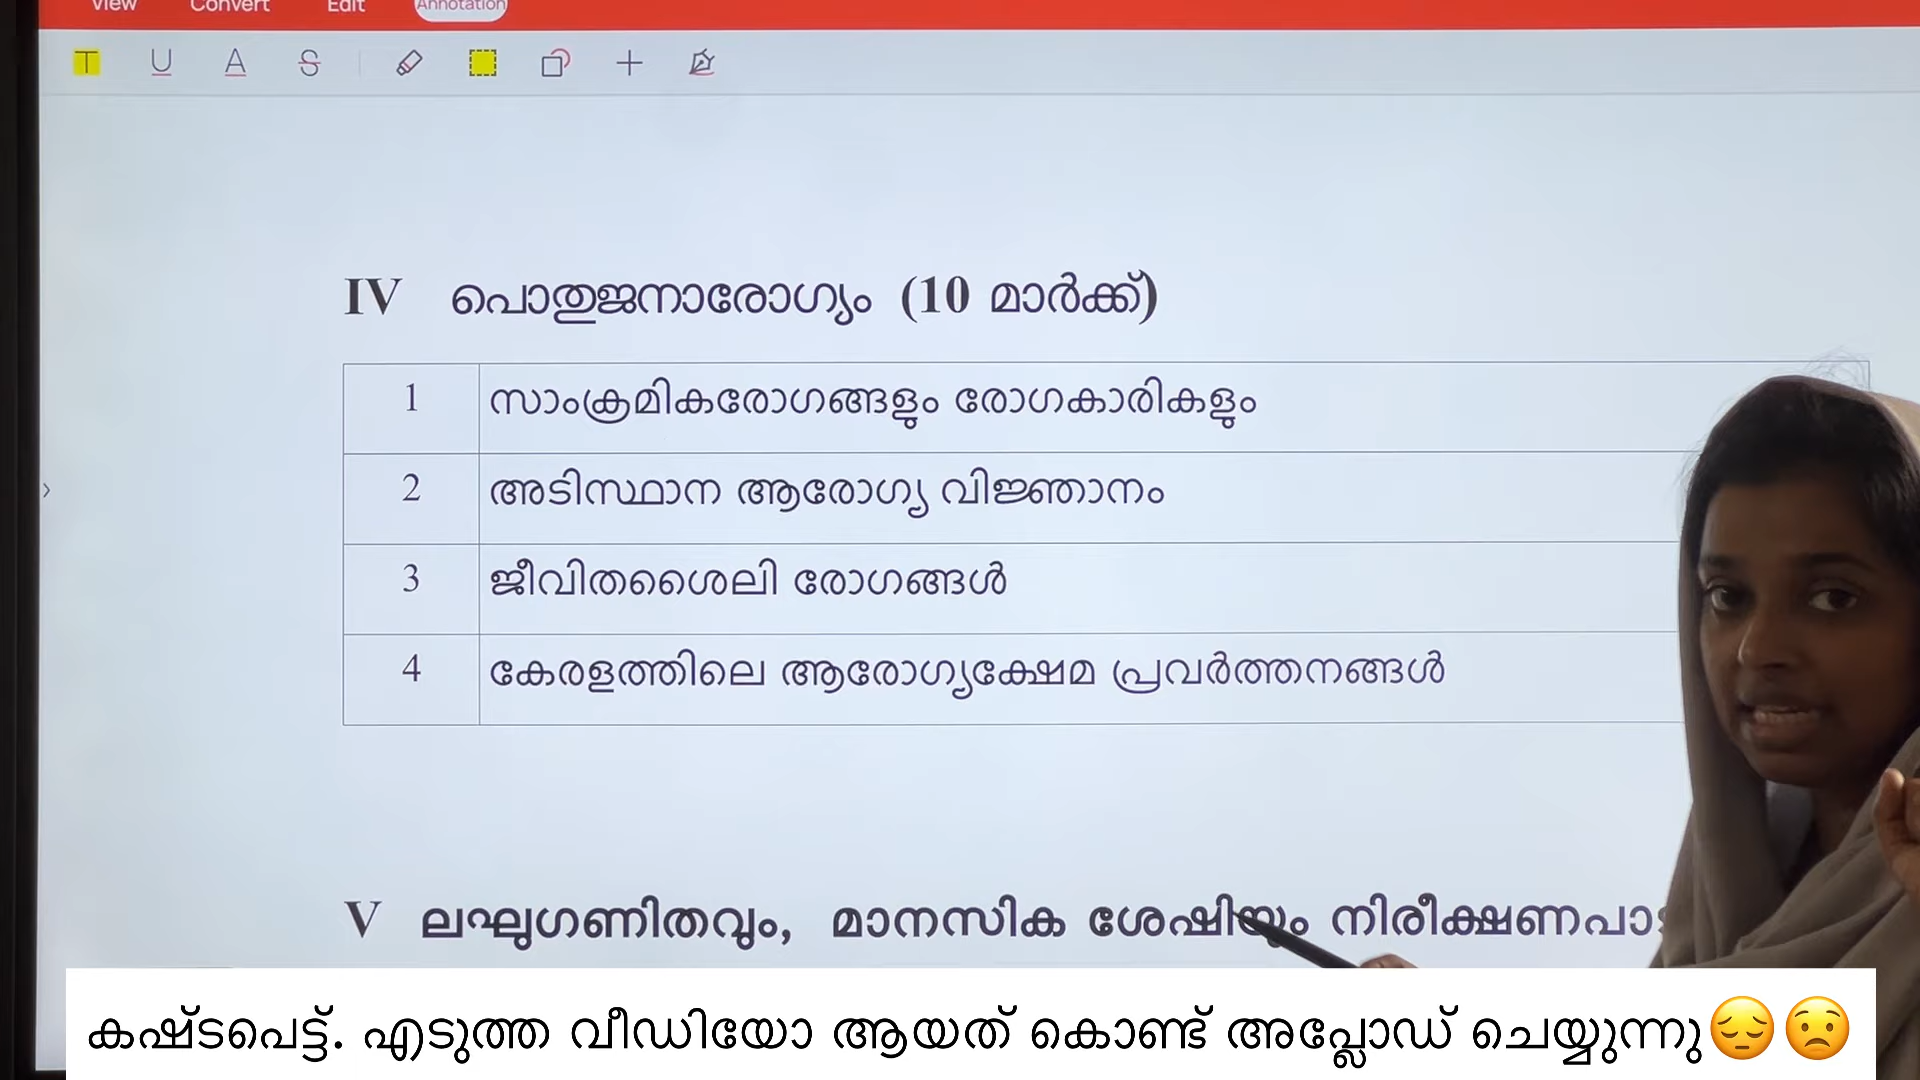 View Convert Edit Annotation
T U A S
IV പൊതുജനാരോഗ്യം (10 മാർക്ക്)
1 സാംക്രമികരോഗങ്ങളും രോഗകാരികളും
2 അടിസ്ഥാന ആരോഗ്യ വിജ്ഞാനം
3 ജീവിതശൈലി രോഗങ്ങൾ
4 കേരളത്തിലെ ആരോഗ്യക്ഷേമ പ്രവർത്തനങ്ങൾ
V ലഘുഗണിതവും, മാനസിക ശേഷിയും
കഷ്ടപെട്ട്. എടുത്ത വീഡിയോ ആയത് കൊണ്ട് അപ്ലോഡ് ചെയ്യുന്നു😔😟